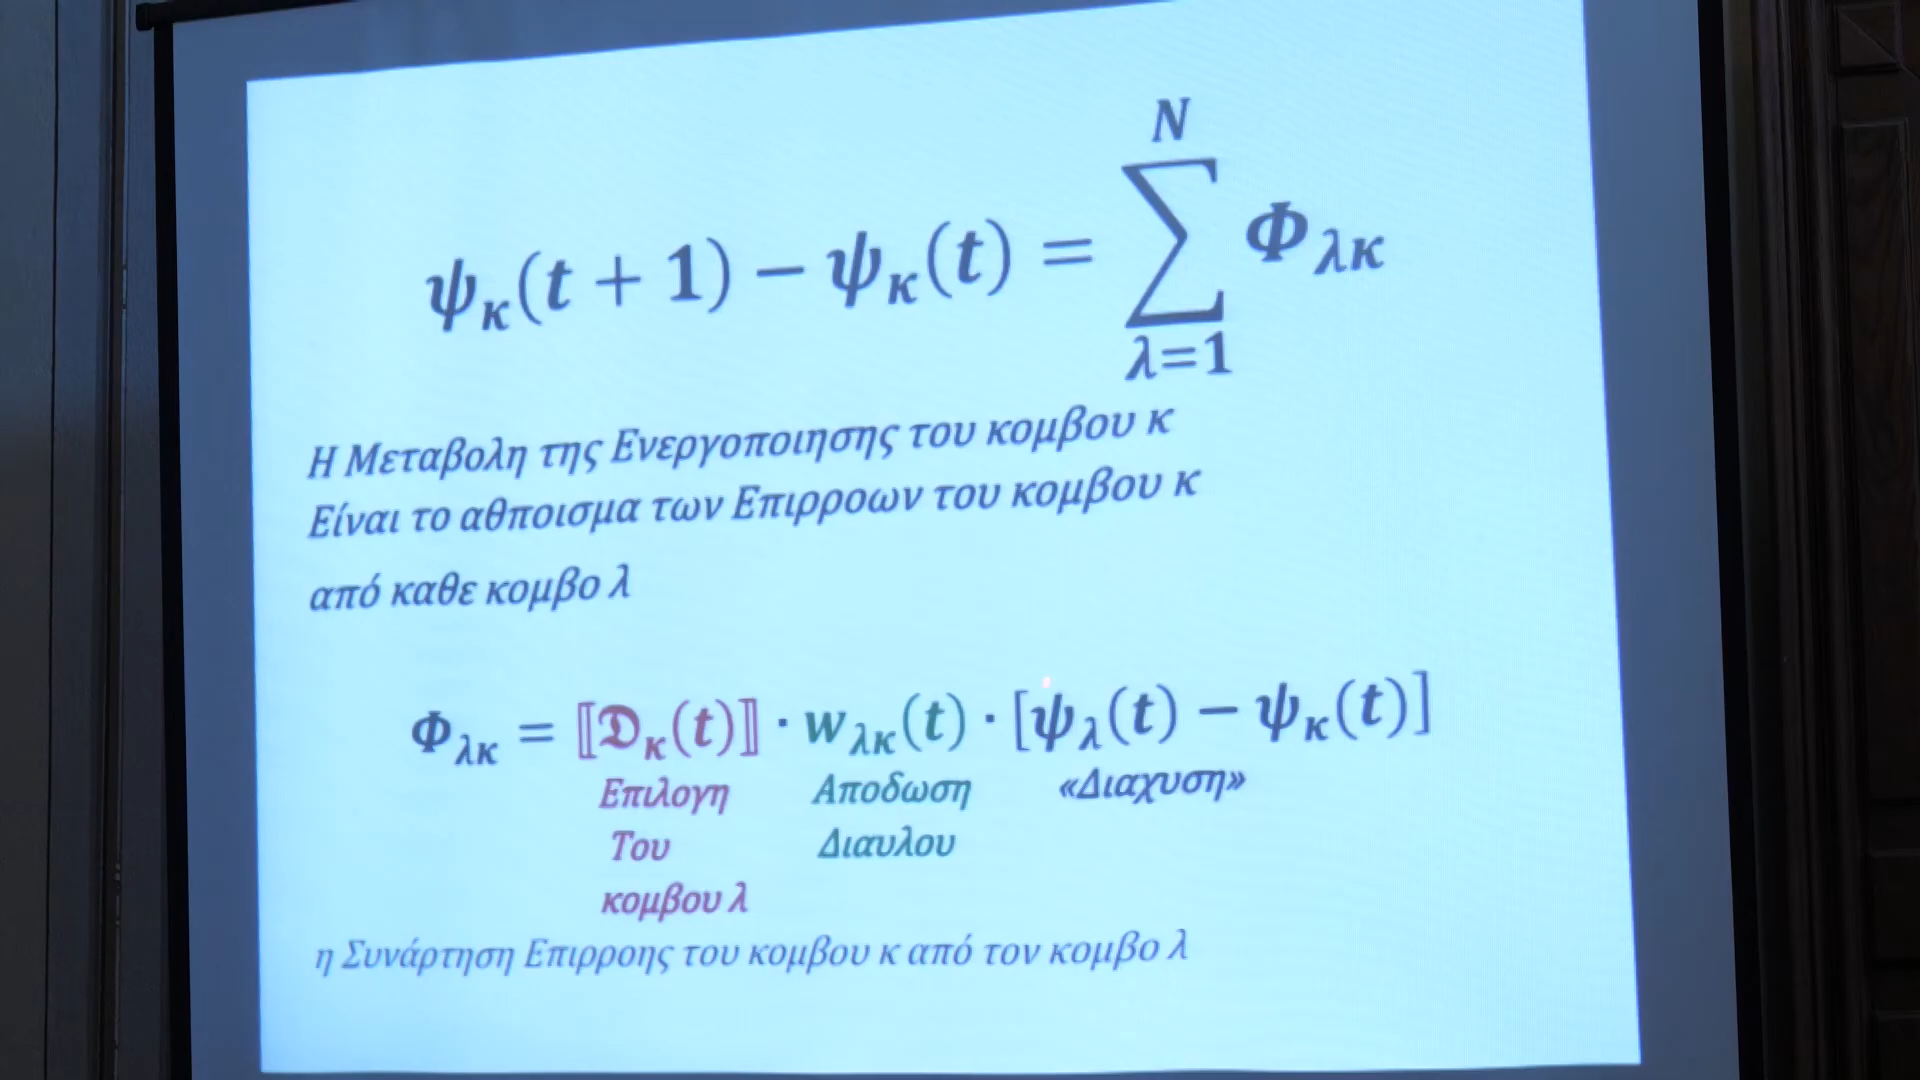 ψκ(t + 1) − ψκ(t) = ∑_{λ=1}^{N} Φλκ
Η Μεταβολη της Ενεργοποιησης του κομβου κ
Είναι το αθποισμα των Επιρροων του κομβου κ
από καθε κομβο λ
Φλκ = ⟦𝕯κ(t)⟧ · wλκ(t) · [ψλ(t) − ψκ(t)]
Επιλογη Αποδωση «Διαχυση»
Του Διαυλου
κομβου λ
η Συνάρτηση Επιρροης του κομβου κ από τον κομβο λ